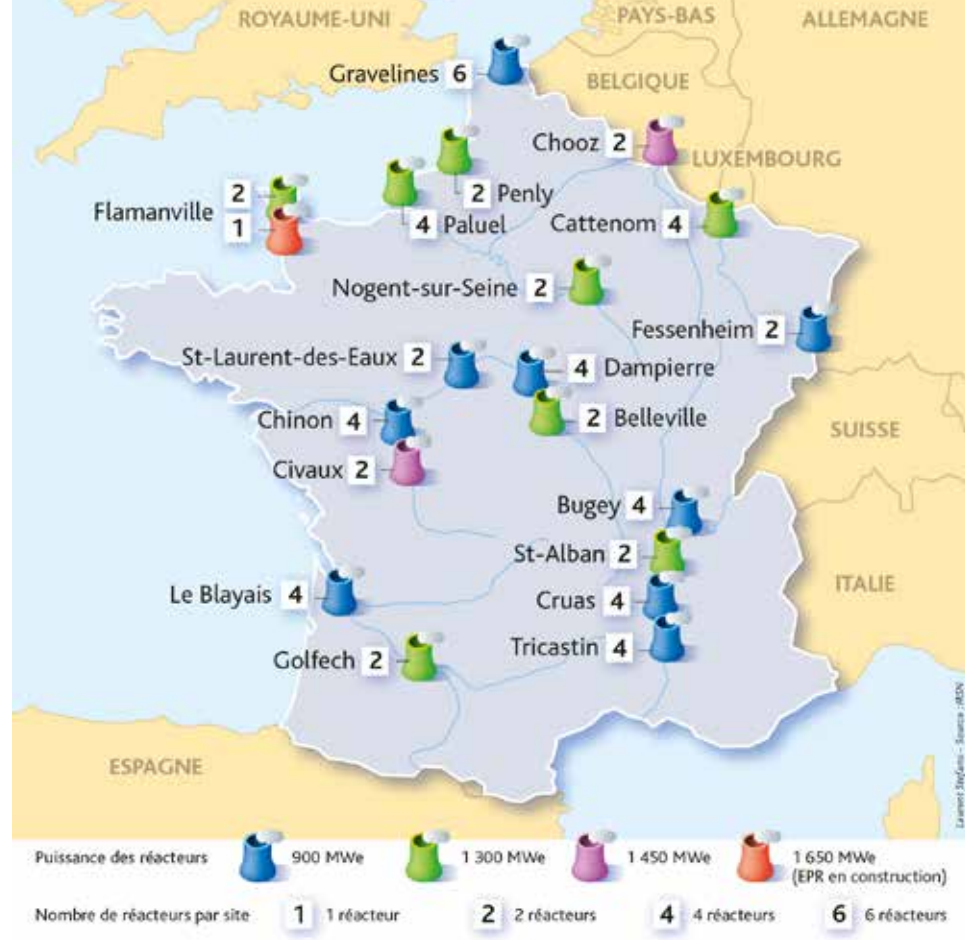 ROYAUME-UNI
PAYS-BAS
ALLEMAGNE
Gravelines 6
BELGIQUE
Chooz 2
LUXEMBOURG
2 Penly
Flamanville 2
1
4 Paluel
Cattenom 4
Nogent-sur-Seine 2
Fessenheim 2
St-Laurent-des-Eaux 2
4 Dampierre
Chinon 4
2 Belleville
SUISSE
Civaux 2
Bugey 4
St-Alban 2
ITALIE
Le Blayais 4
Cruas 4
Tricastin 4
Golfech 2
ESPAGNE
Laurent Stefano - Source : IRSN
Puissance des réacteurs
900 MWe
1 300 MWe
1 450 MWe
1 650 MWe
(EPR en construction)
Nombre de réacteurs par site
1 1 réacteur
2 2 réacteurs
4 4 réacteurs
6 6 réacteurs